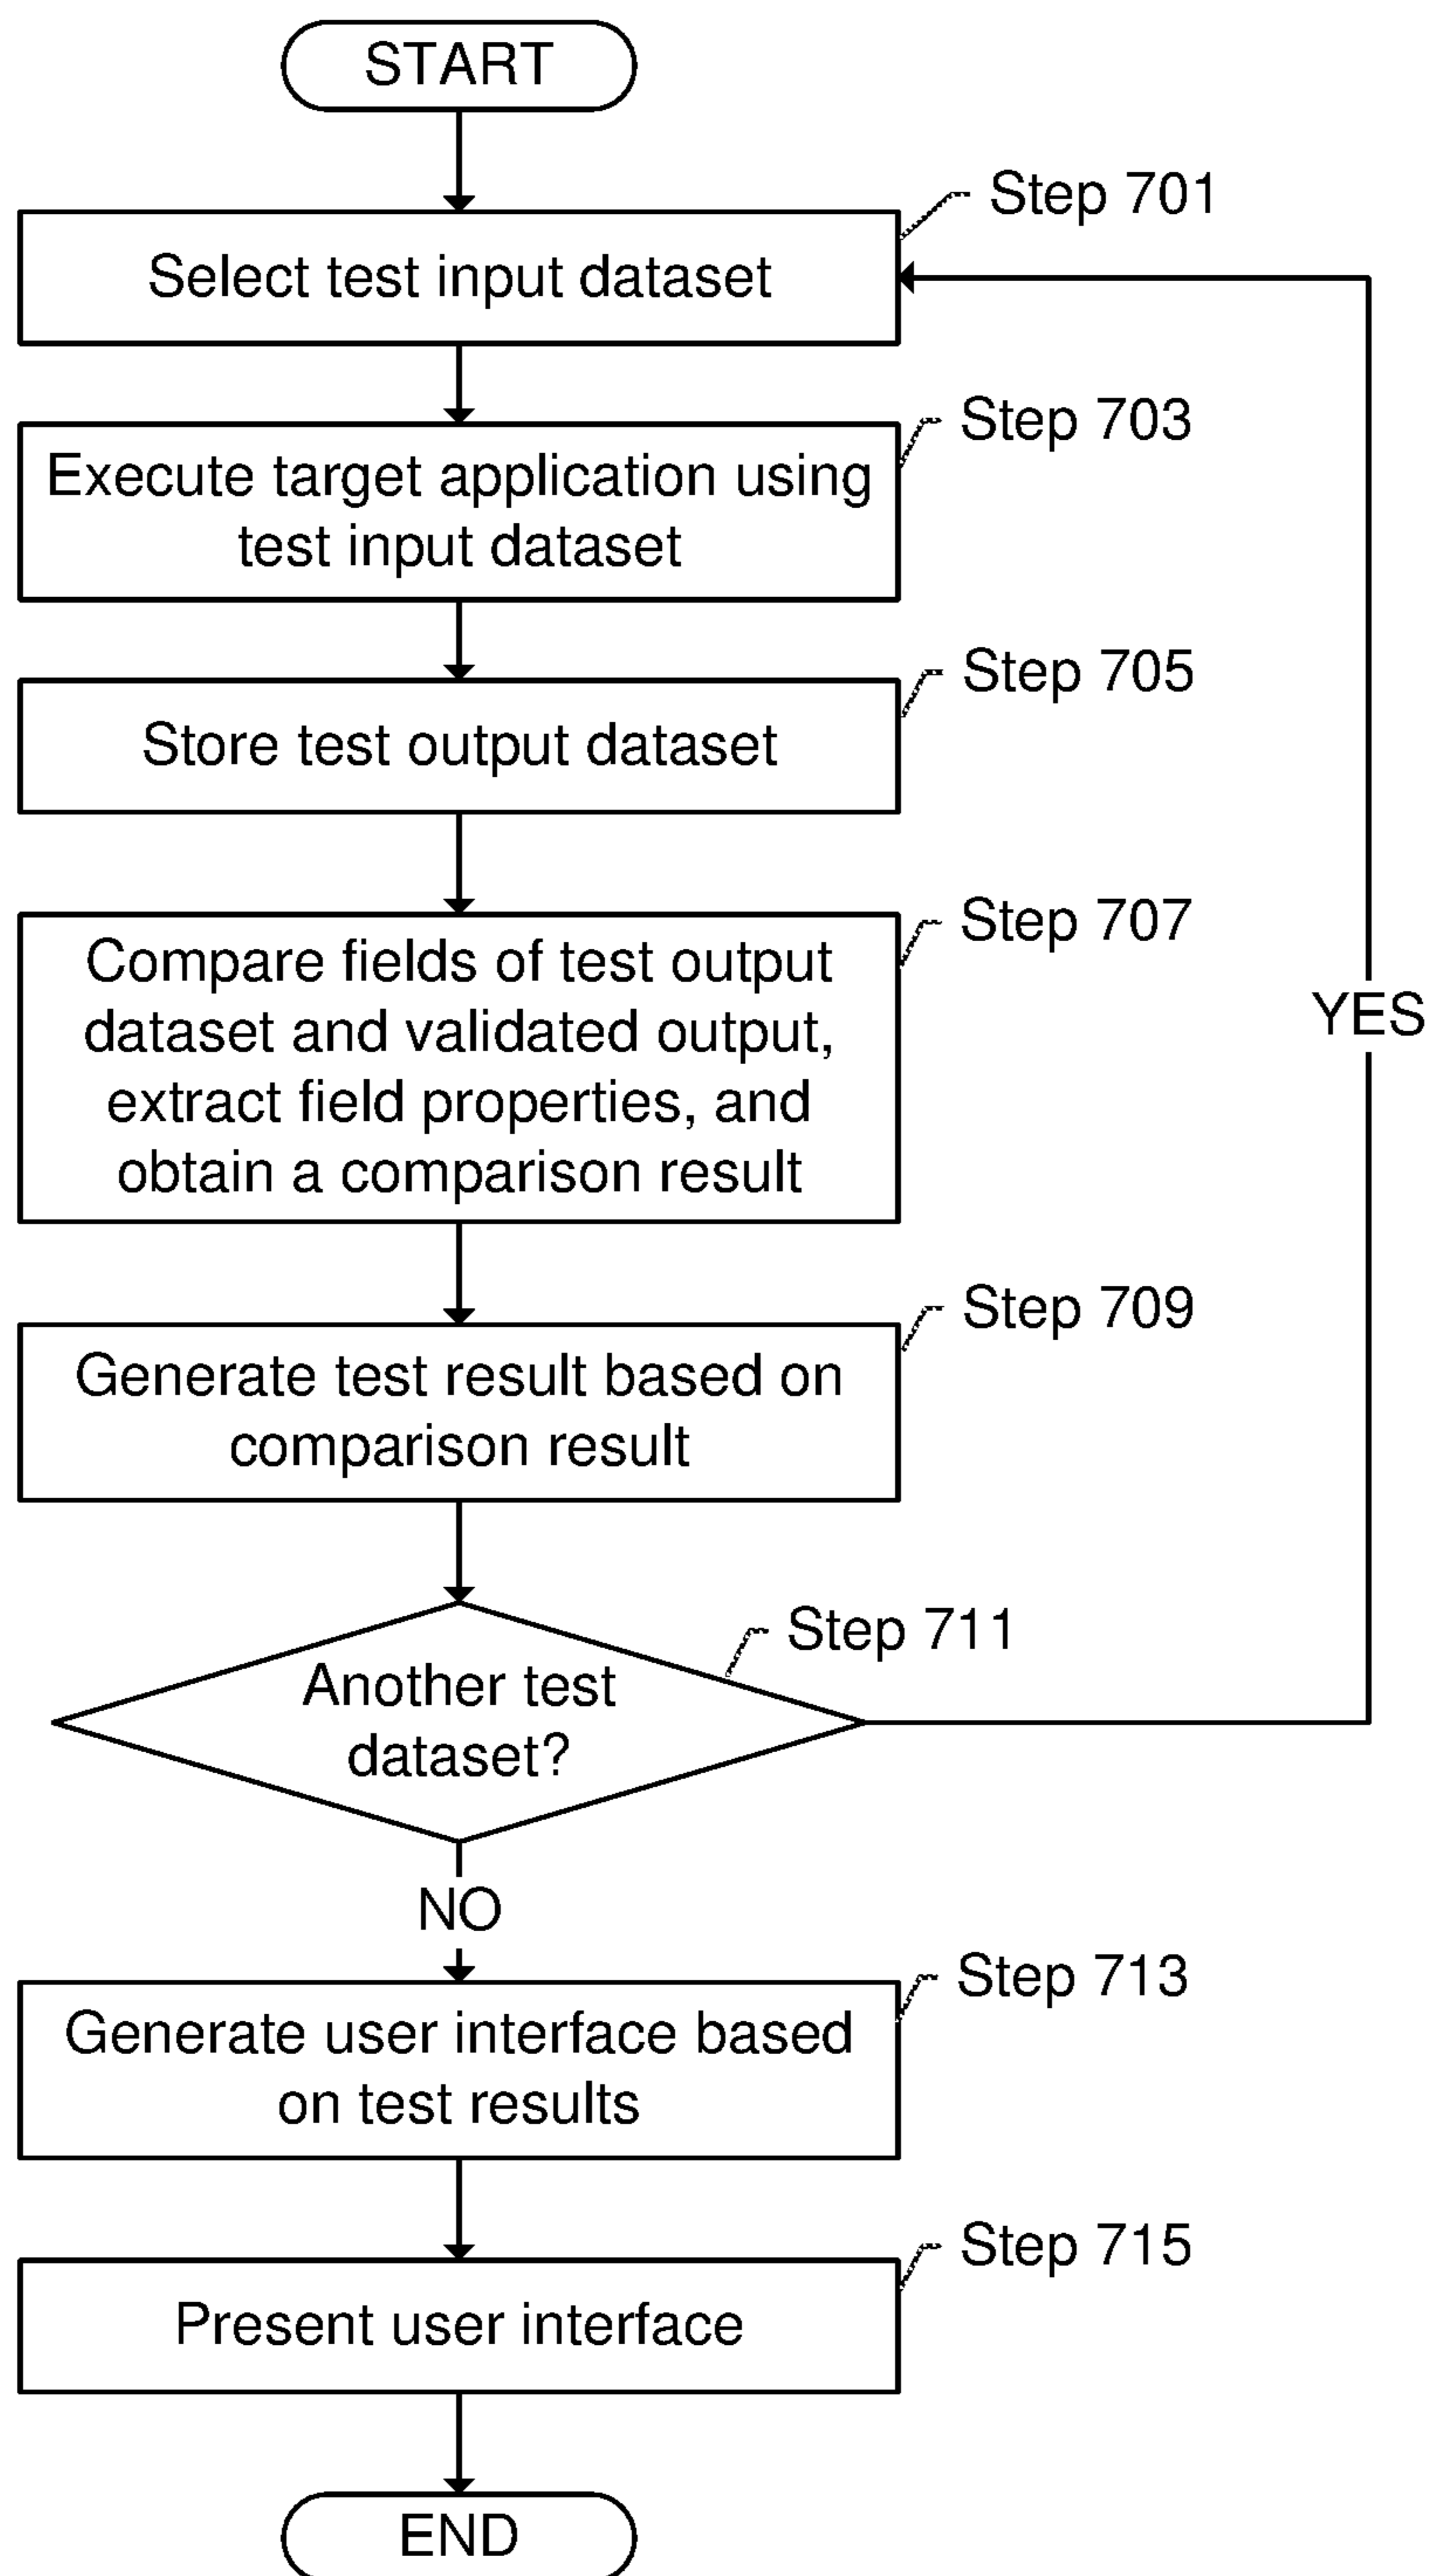 START
Step 701
Select test input dataset
Step 703
Execute target application using
test input dataset
Step 705
Store test output dataset
Step 707
Compare fields of test output
dataset and validated output,
extract field properties, and
obtain a comparison result
YES
Step 709
Generate test result based on
comparison result
Step 711
Another test
dataset?
NO
Step 713
Generate user interface based
on test results
Step 715
Present user interface
END